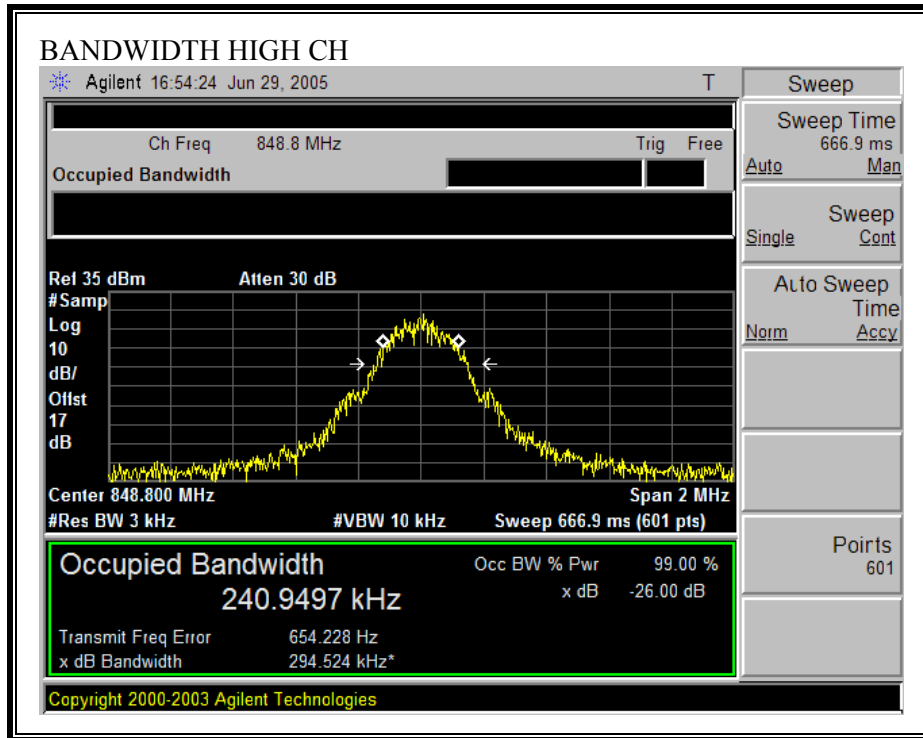 BANDWIDTH HIGH CH
Agilent 16:54:24 Jun 29, 2005 T
Sweep
Ch Freq 848.8 MHz Trig Free
Occupied Bandwidth
Sweep Time
666.9 ms
Auto Man
Sweep
Single Cont
Auto Sweep
Time
Norm Accy
Ref 35 dBm Atten 30 dB
#Samp
Log
10
dB/
Offst
17
dB
Center 848.800 MHz Span 2 MHz
#Res BW 3 kHz #VBW 10 kHz Sweep 666.9 ms (601 pts)
Points
601
Occupied Bandwidth Occ BW % Pwr 99.00 %
240.9497 kHz x dB -26.00 dB
Transmit Freq Error 654.228 Hz
x dB Bandwidth 294.524 kHz*
Copyright 2000-2003 Agilent Technologies